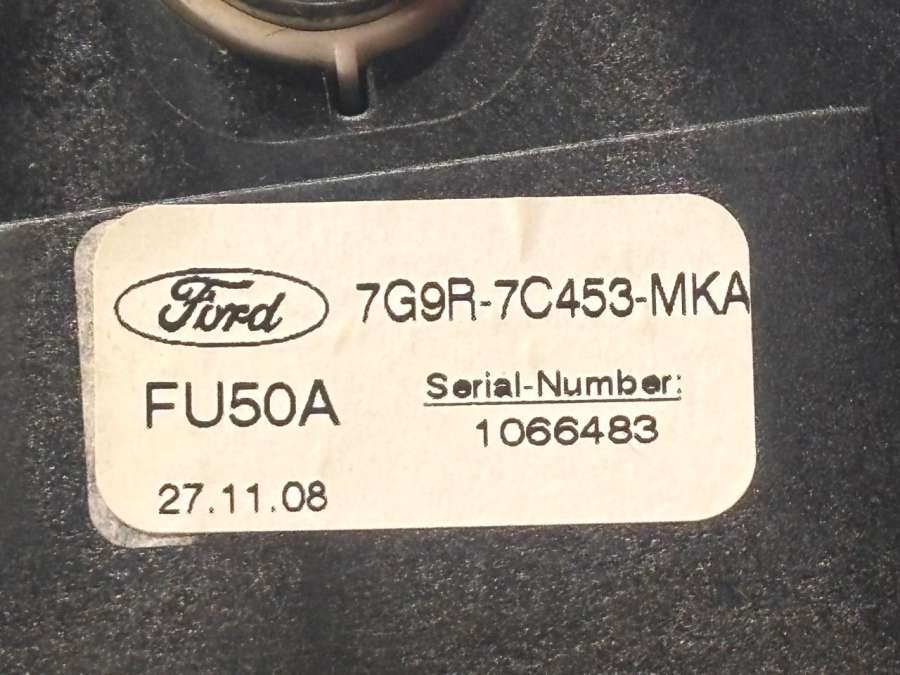 Ford 7G9R-7C453-MKA
FU50A
Serial-Number:
1066483
27.11.08